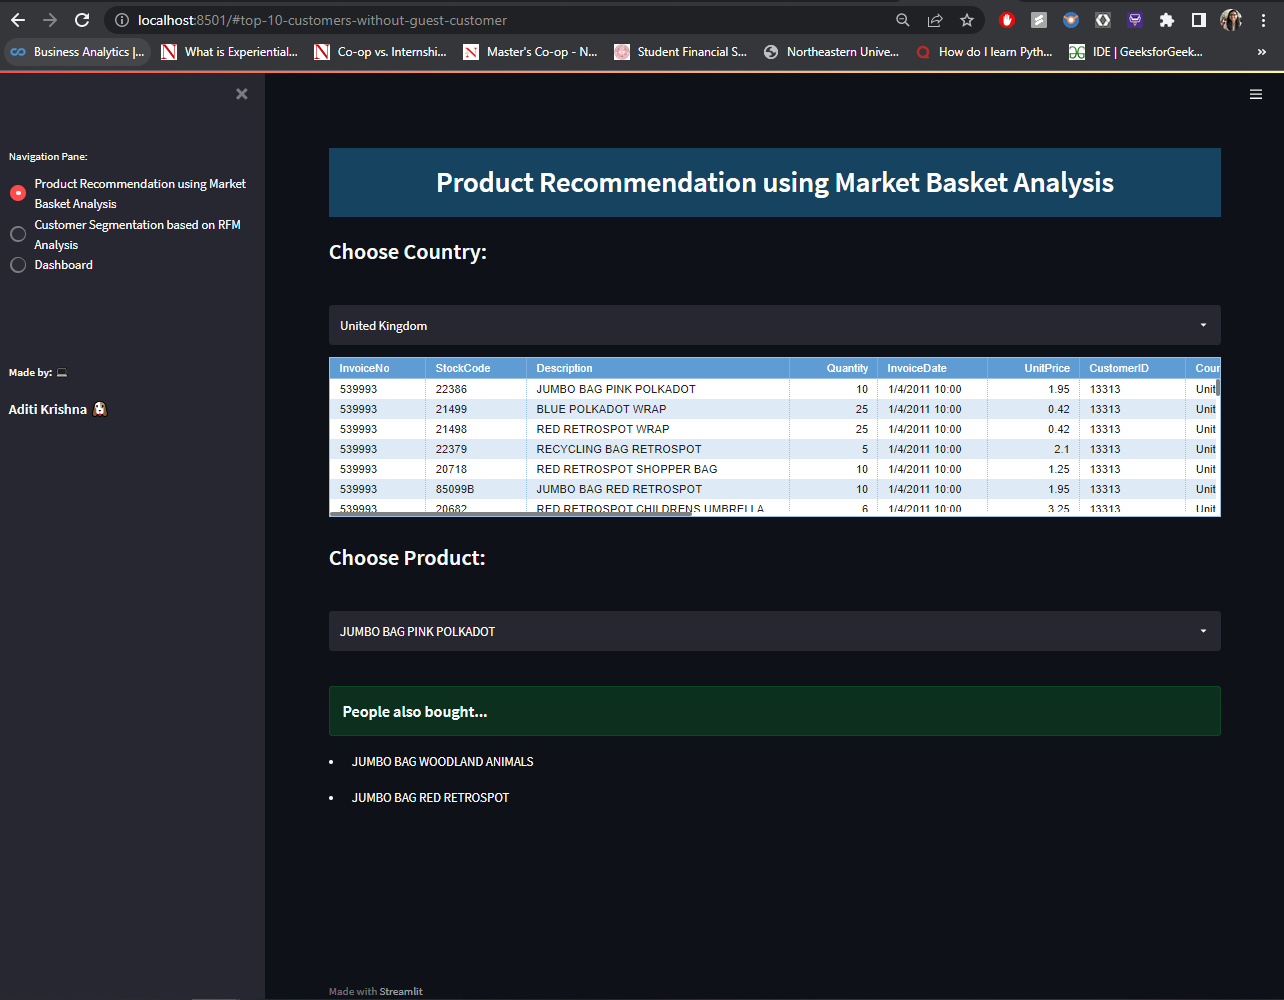 localhost:8501/#top-10-customers-without-guest-customer
Business Analytics |... What is Experiential... Co-op vs. Internshi... Master's Co-op - N... Student Financial S... Northeastern Unive... How do I learn Pyth... IDE | GeeksforGeek... »
Navigation Pane:
Product Recommendation using Market
Basket Analysis
Customer Segmentation based on RFM
Analysis
Dashboard
Made by:
Aditi Krishna
Product Recommendation using Market Basket Analysis
Choose Country:
United Kingdom
InvoiceNo StockCode Description Quantity InvoiceDate UnitPrice CustomerID Cour
539993 22386 JUMBO BAG PINK POLKADOT 10 1/4/2011 10:00 1.95 13313 Unit
539993 21499 BLUE POLKADOT WRAP 25 1/4/2011 10:00 0.42 13313 Unit
539993 21498 RED RETROSPOT WRAP 25 1/4/2011 10:00 0.42 13313 Unit
539993 22379 RECYCLING BAG RETROSPOT 5 1/4/2011 10:00 2.1 13313 Unit
539993 20718 RED RETROSPOT SHOPPER BAG 10 1/4/2011 10:00 1.25 13313 Unit
539993 85099B JUMBO BAG RED RETROSPOT 10 1/4/2011 10:00 1.95 13313 Unit
539993 20682 RED RETROSPOT CHILDRENS UMBRELLA 6 1/4/2011 10:00 3.25 13313 Unit
Choose Product:
JUMBO BAG PINK POLKADOT
People also bought...
• JUMBO BAG WOODLAND ANIMALS
• JUMBO BAG RED RETROSPOT
Made with Streamlit